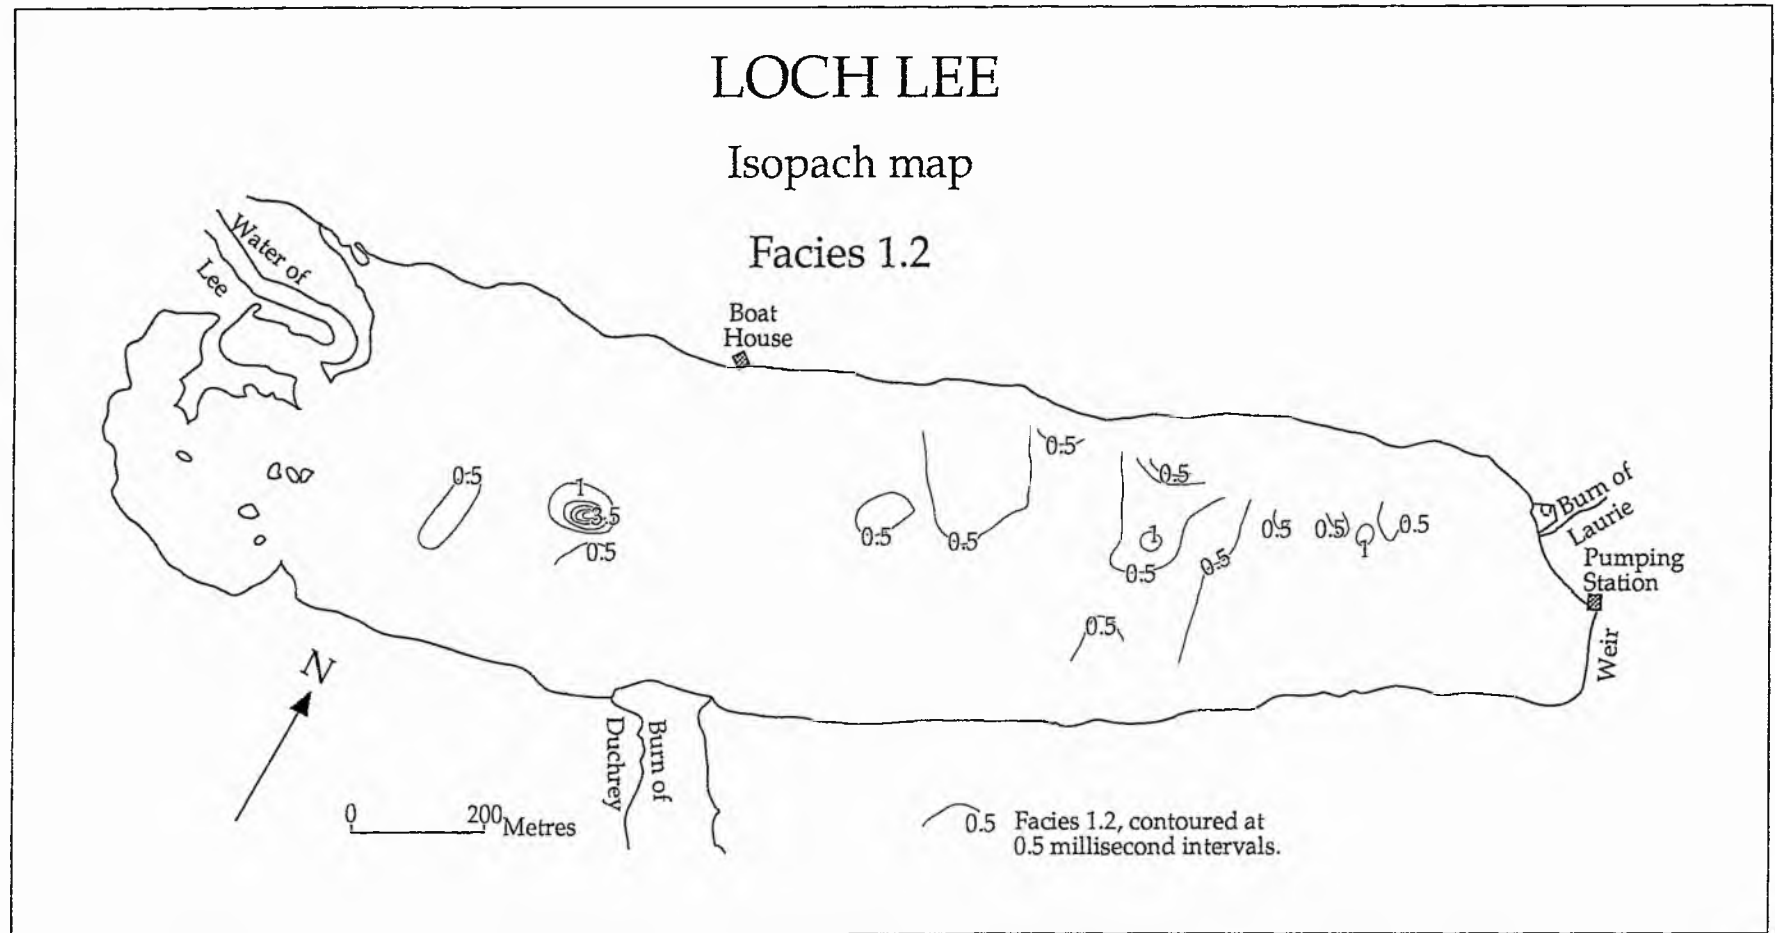 LOCH LEE
Isopach map
Facies 1.2
Water of
Lee
Boat
House
0.5
1
3.5
0.5
0.5
0.5
0.5
0.5
1
0.5
0.5
0.5
0.5
0.5
1
0.5
Burn of
Laurie
Pumping
Station
Weir
N
Burn of
Duchrey
0 200 Metres
0.5 Facies 1.2, contoured at
0.5 millisecond intervals.